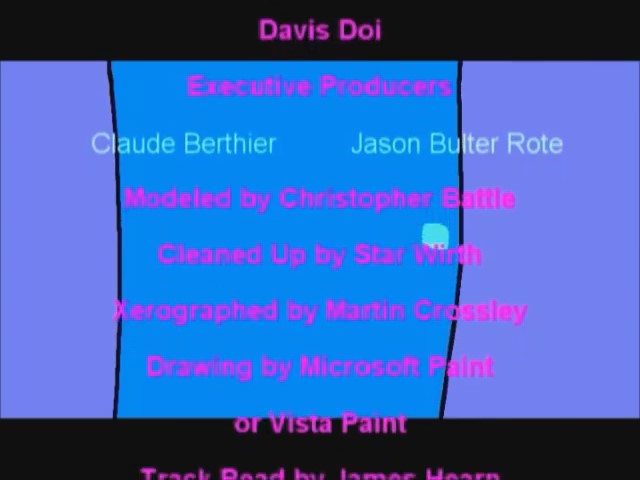 Davis Doi
Executive Producers
Claude Berthier Jason Bulter Rote
Modeled by Christopher Battle
Cleaned Up by Star Wirth
Xerographed by Martin Crossley
Drawing by Microsoft Paint
or Vista Paint
Track Read by James Hearn